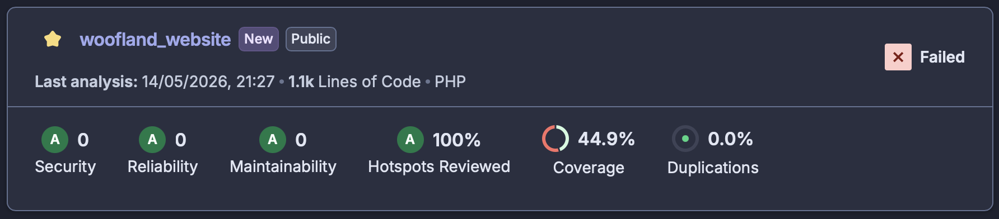 woofland_website New Public
Failed
Last analysis: 14/05/2026, 21:27 • 1.1k Lines of Code • PHP
A 0 A 0 A 0 A 100% 44.9% 0.0%
Security Reliability Maintainability Hotspots Reviewed Coverage Duplications